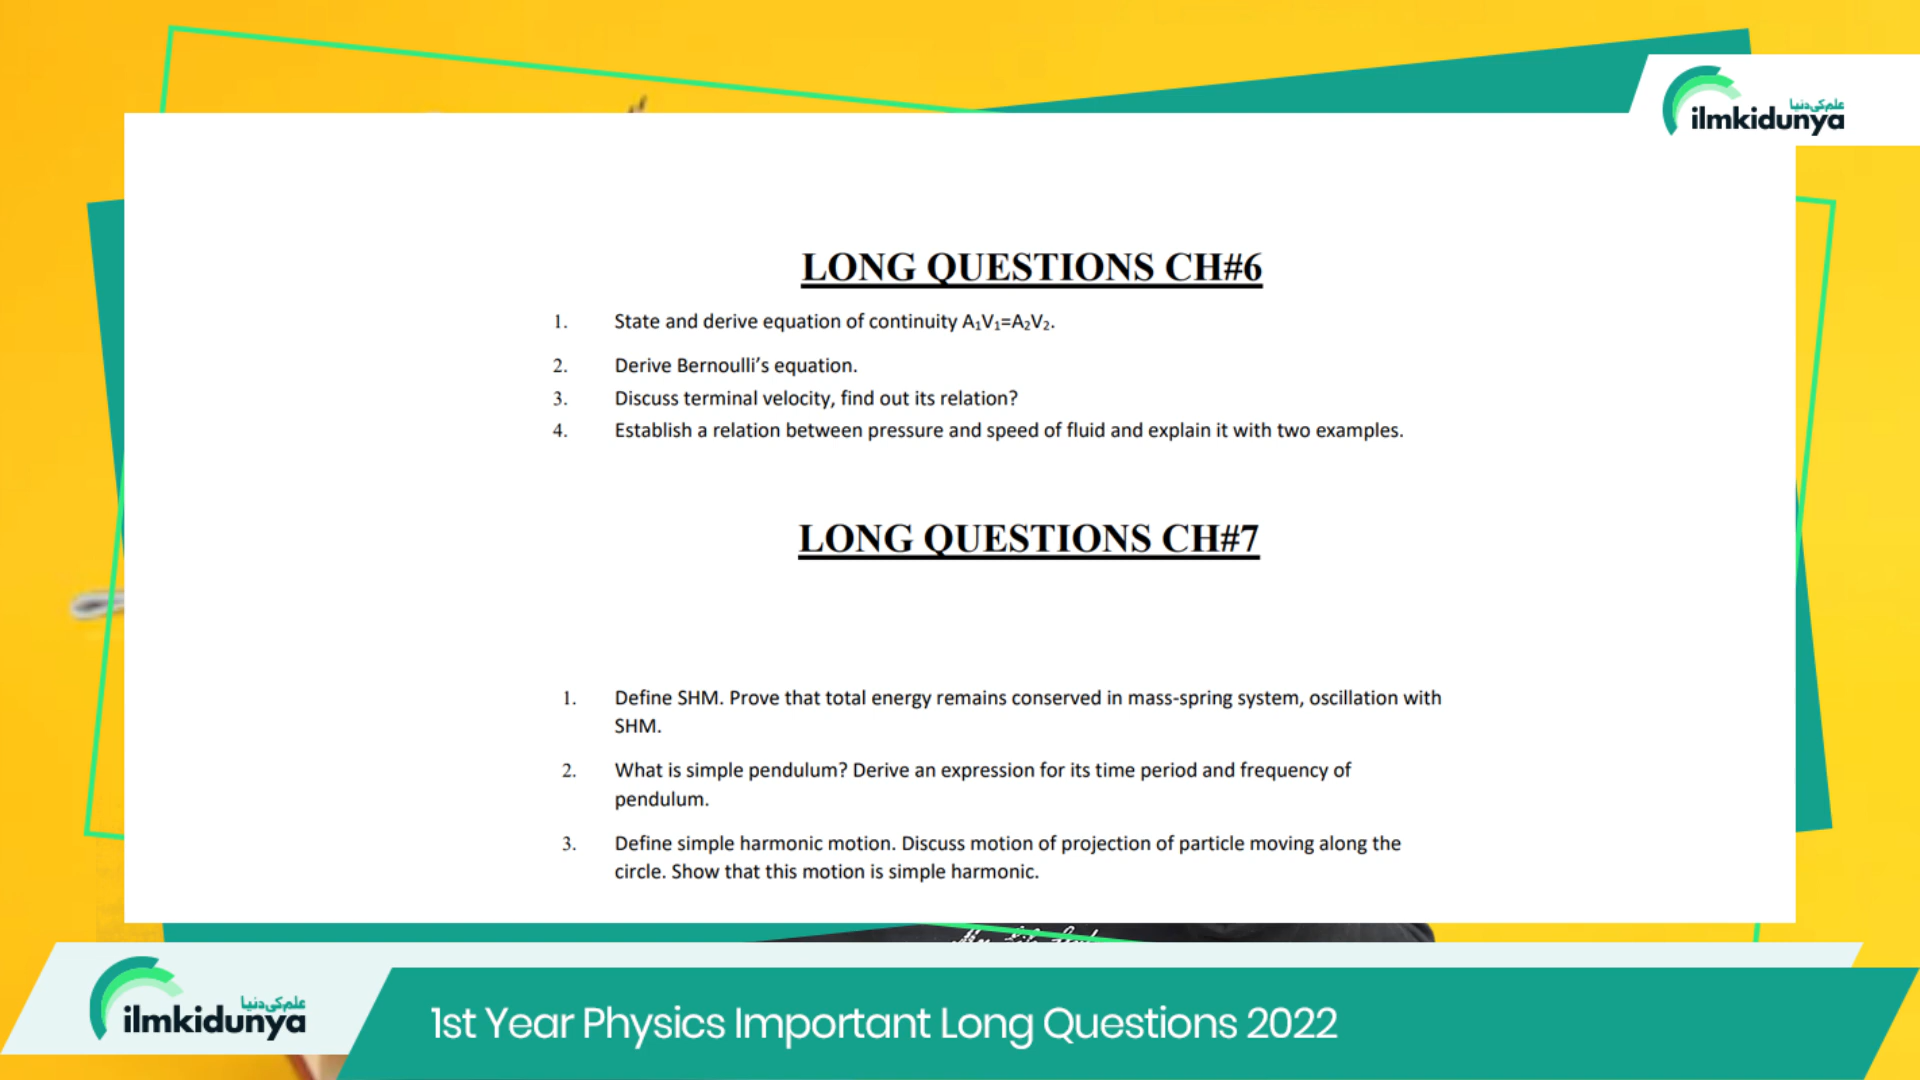 علم کی دنیا
ilmkidunya
LONG QUESTIONS CH#6
1. State and derive equation of continuity A₁V₁=A₂V₂.
2. Derive Bernoulli’s equation.
3. Discuss terminal velocity, find out its relation?
4. Establish a relation between pressure and speed of fluid and explain it with two examples.
LONG QUESTIONS CH#7
1. Define SHM. Prove that total energy remains conserved in mass-spring system, oscillation with
SHM.
2. What is simple pendulum? Derive an expression for its time period and frequency of
pendulum.
3. Define simple harmonic motion. Discuss motion of projection of particle moving along the
circle. Show that this motion is simple harmonic.
علم کی دنیا
ilmkidunya
1st Year Physics Important Long Questions 2022